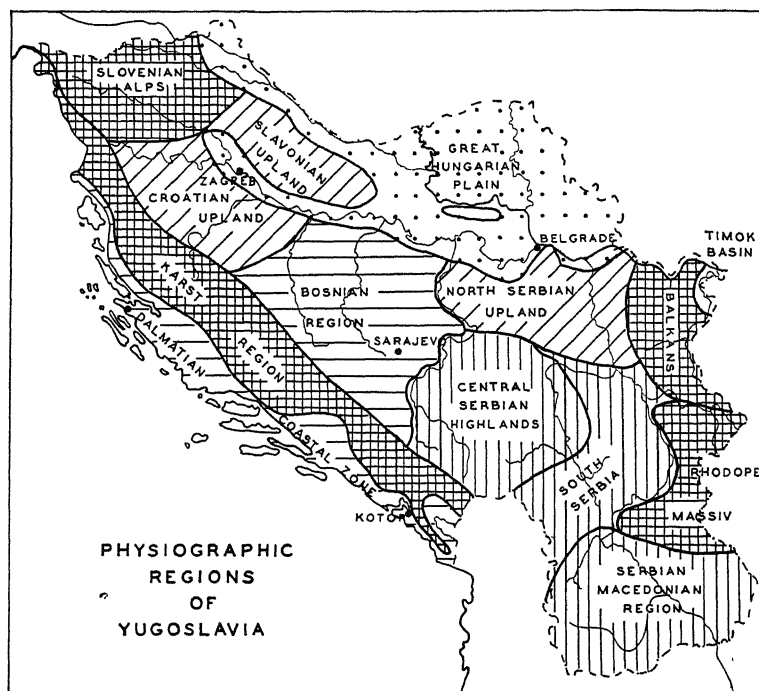 SLOVENIAN
ALPS
SLAVONIAN
UPLAND
GREAT
HUNGARIAN
PLAIN
ZAGREB
CROATIAN
UPLAND
BELGRADE
TIMOK
BASIN
KARST
REGION
BOSNIAN
REGION
NORTH SERBIAN
UPLAND
BALKANS
SARAJEV
DALMATIAN
COASTAL ZONE
CENTRAL
SERBIAN
HIGHLANDS
SOUTH
SERBIA
RHODOPE
MASSIV
KOTOR
SERBIAN
MACEDONIAN
REGION
PHYSIOGRAPHIC
REGIONS
OF
YUGOSLAVIA